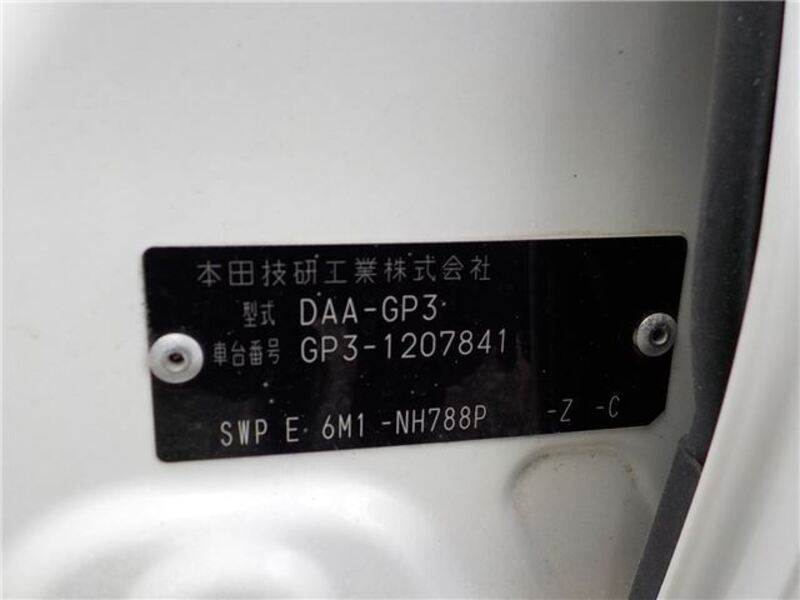 本田技研工業株式会社
型式 DAA-GP3
車台番号 GP3-1207841
SWP E 6M1 -NH788P -Z -C